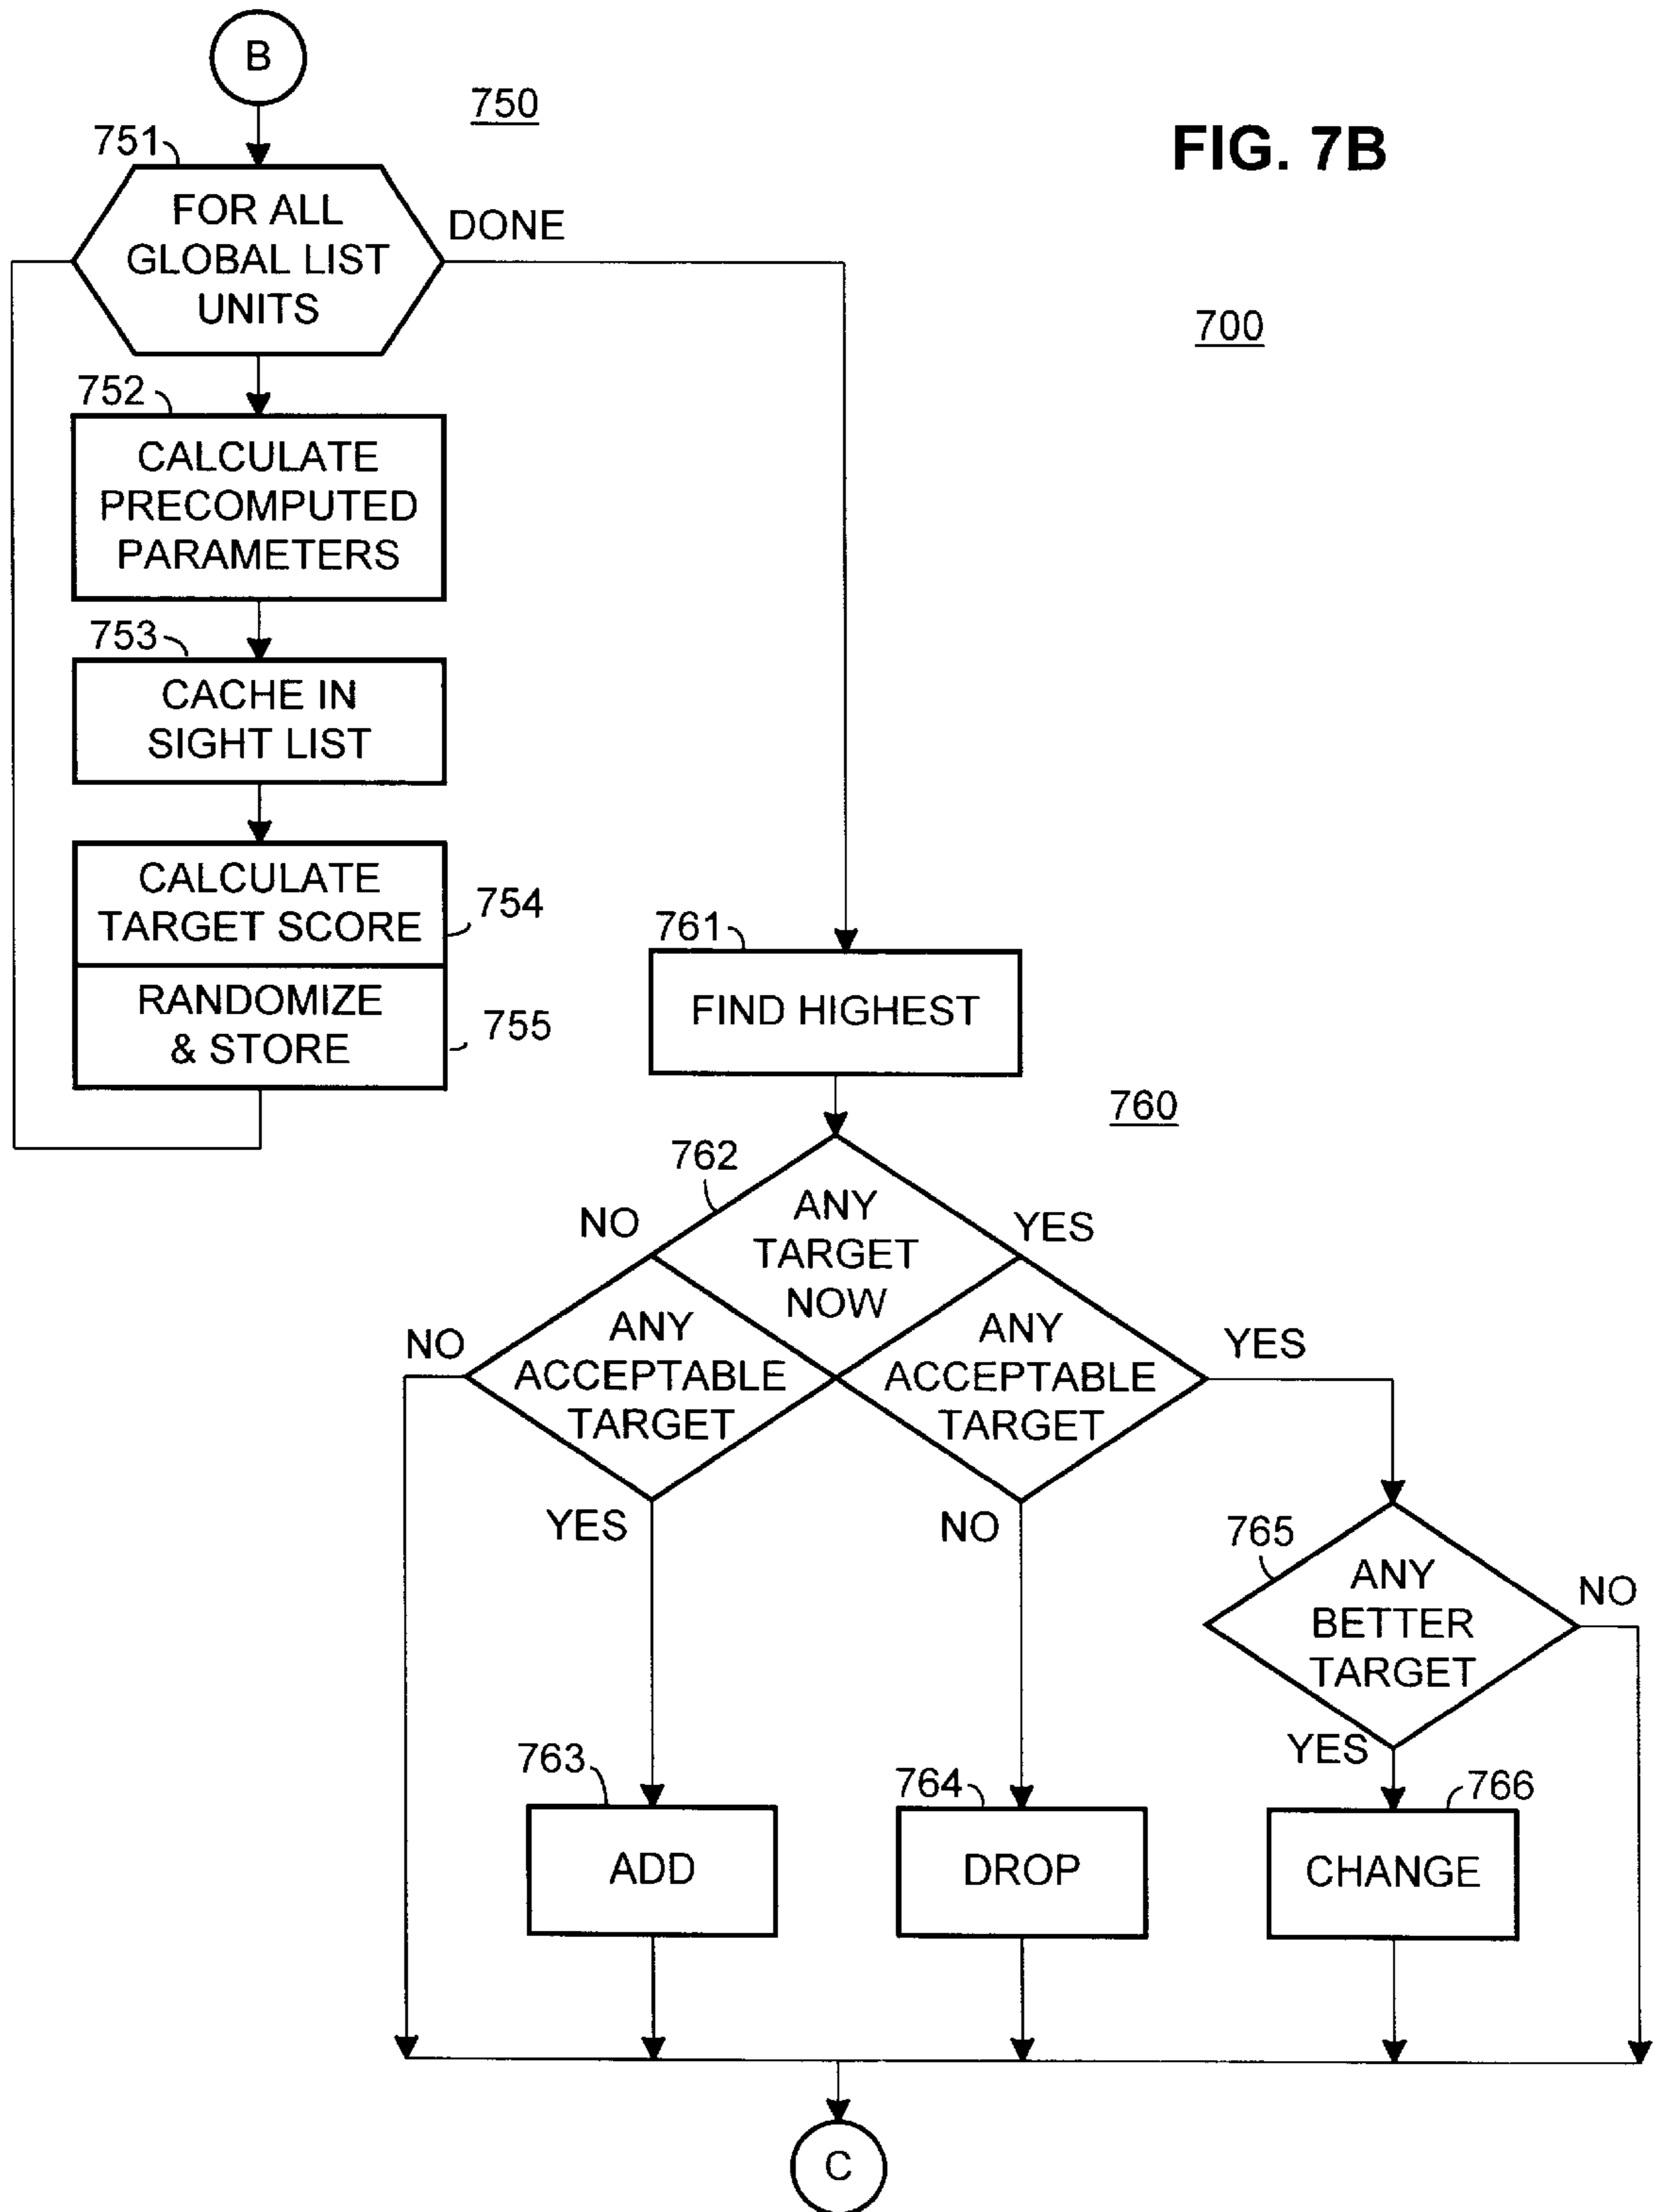 B
750
FIG. 7B
751
FOR ALL
GLOBAL LIST
UNITS
DONE
700
752
CALCULATE
PRECOMPUTED
PARAMETERS
753
CACHE IN
SIGHT LIST
CALCULATE
TARGET SCORE
754
RANDOMIZE
& STORE
755
761
FIND HIGHEST
760
762
NO
ANY
TARGET
NOW
YES
NO
ANY
ACCEPTABLE
TARGET
ANY
ACCEPTABLE
TARGET
YES
YES
NO
765
ANY
BETTER
TARGET
NO
YES
763
ADD
764
DROP
766
CHANGE
C